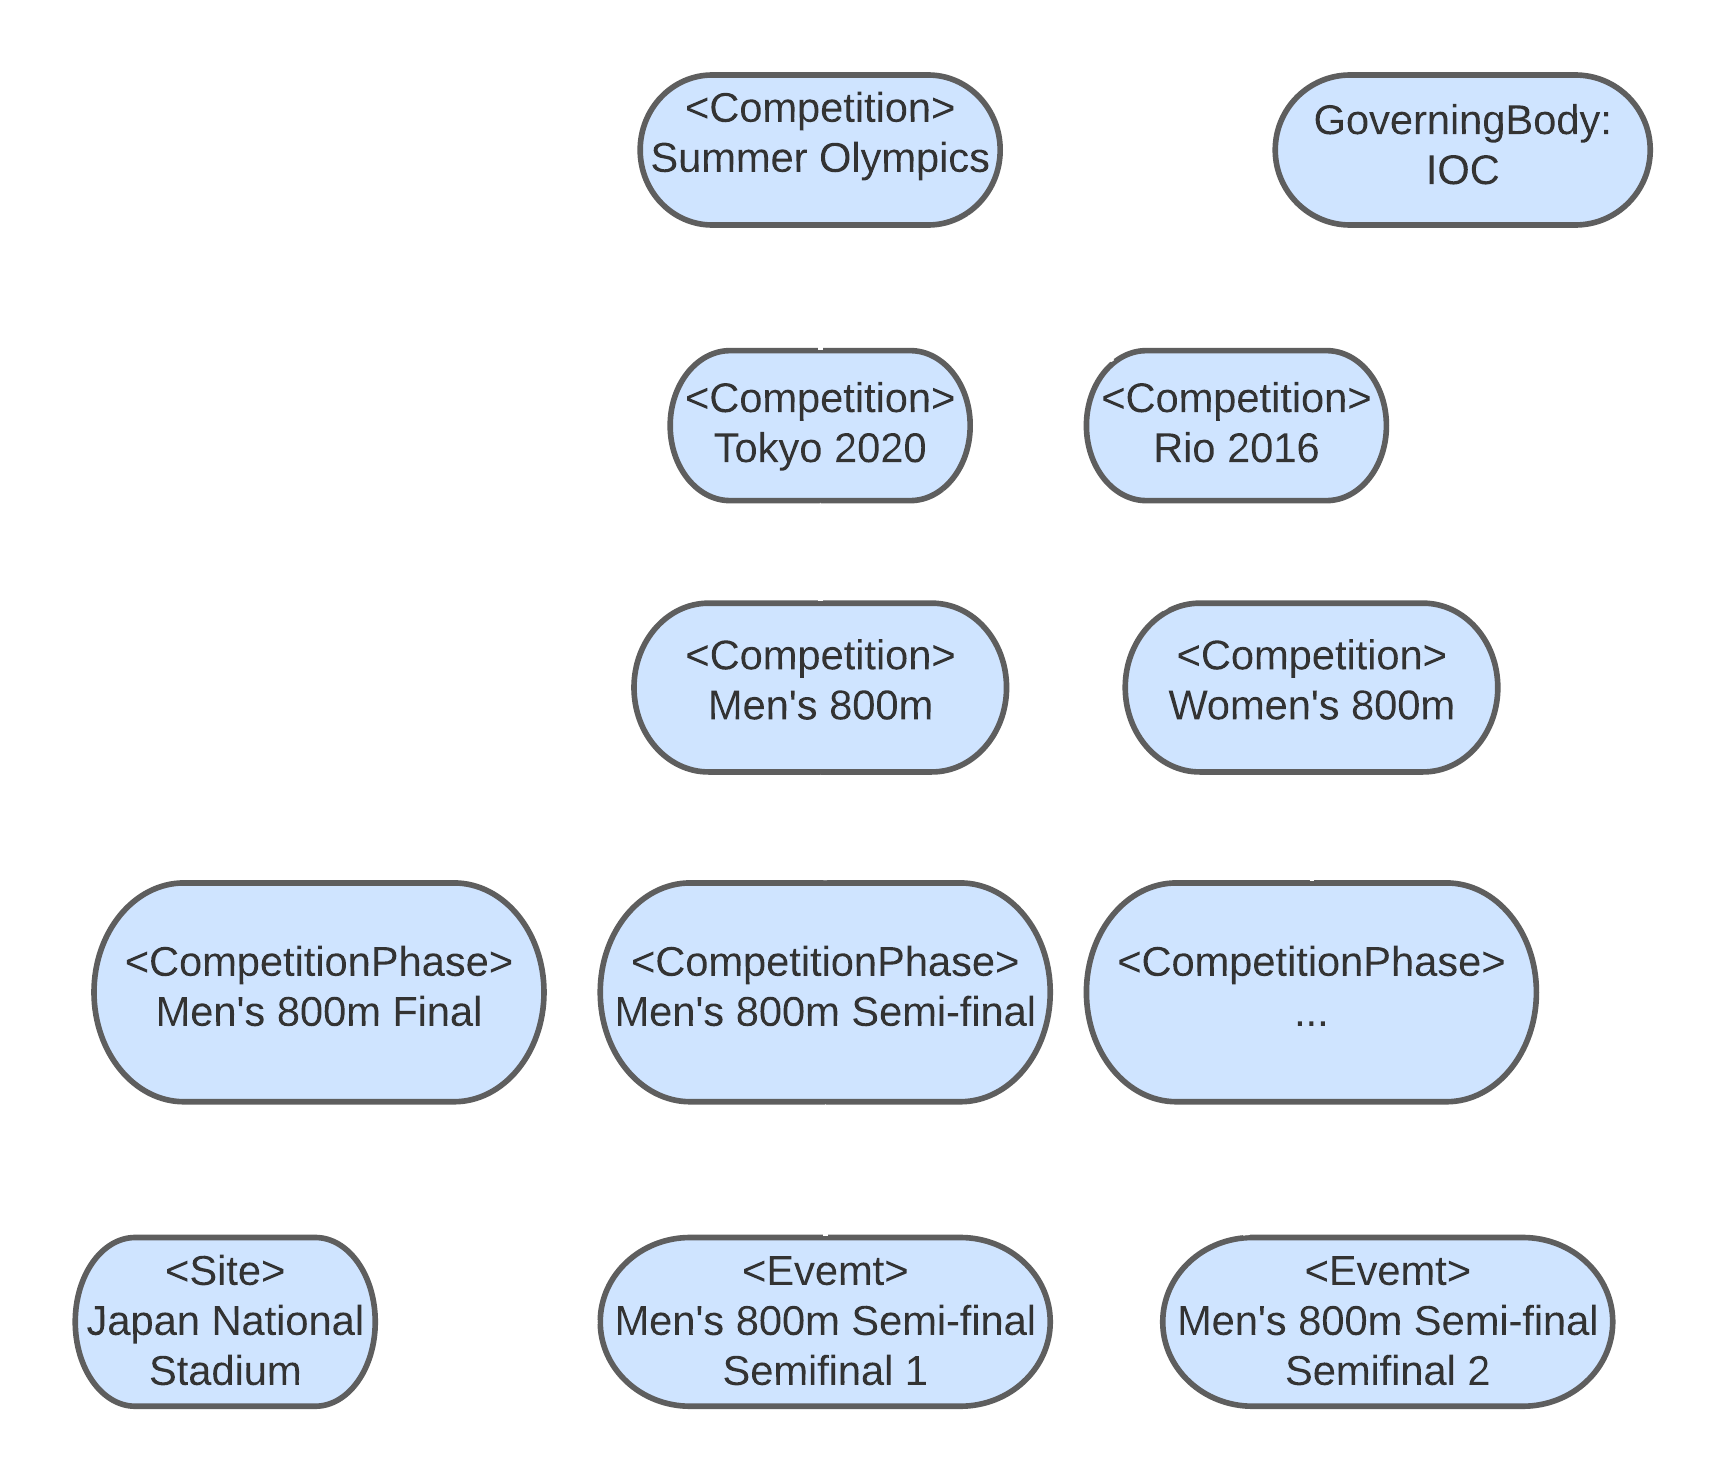 <Competition>
Summer Olympics
GoverningBody:
IOC
<Competition>
Tokyo 2020
<Competition>
Rio 2016
<Competition>
Men's 800m
<Competition>
Women's 800m
<CompetitionPhase>
Men's 800m Final
<CompetitionPhase>
Men's 800m Semi-final
<CompetitionPhase>
...
<Site>
Japan National
Stadium
<Evemt>
Men's 800m Semi-final
Semifinal 1
<Evemt>
Men's 800m Semi-final
Semifinal 2